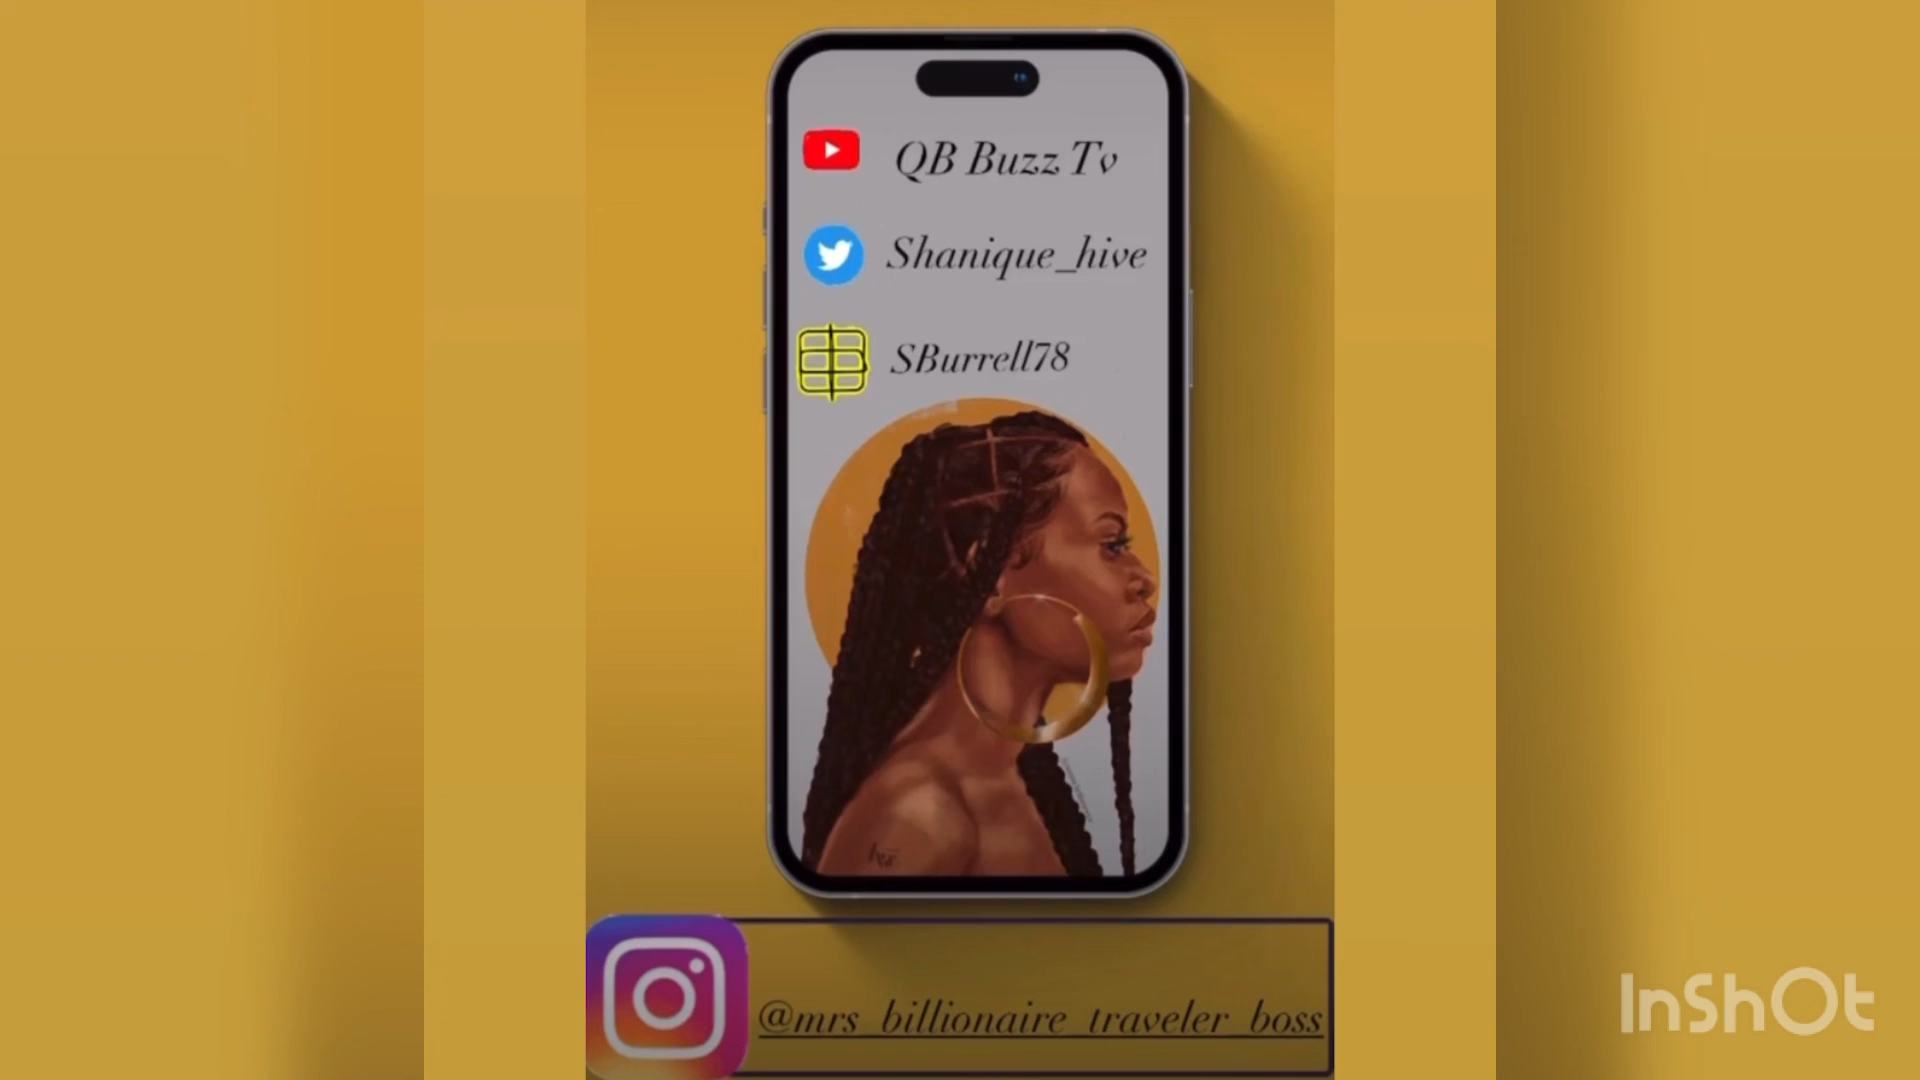 QB Buzz Tv
Shanique_hive
SBurrell78
@mrs_billionaire_traveler_boss
InShOt